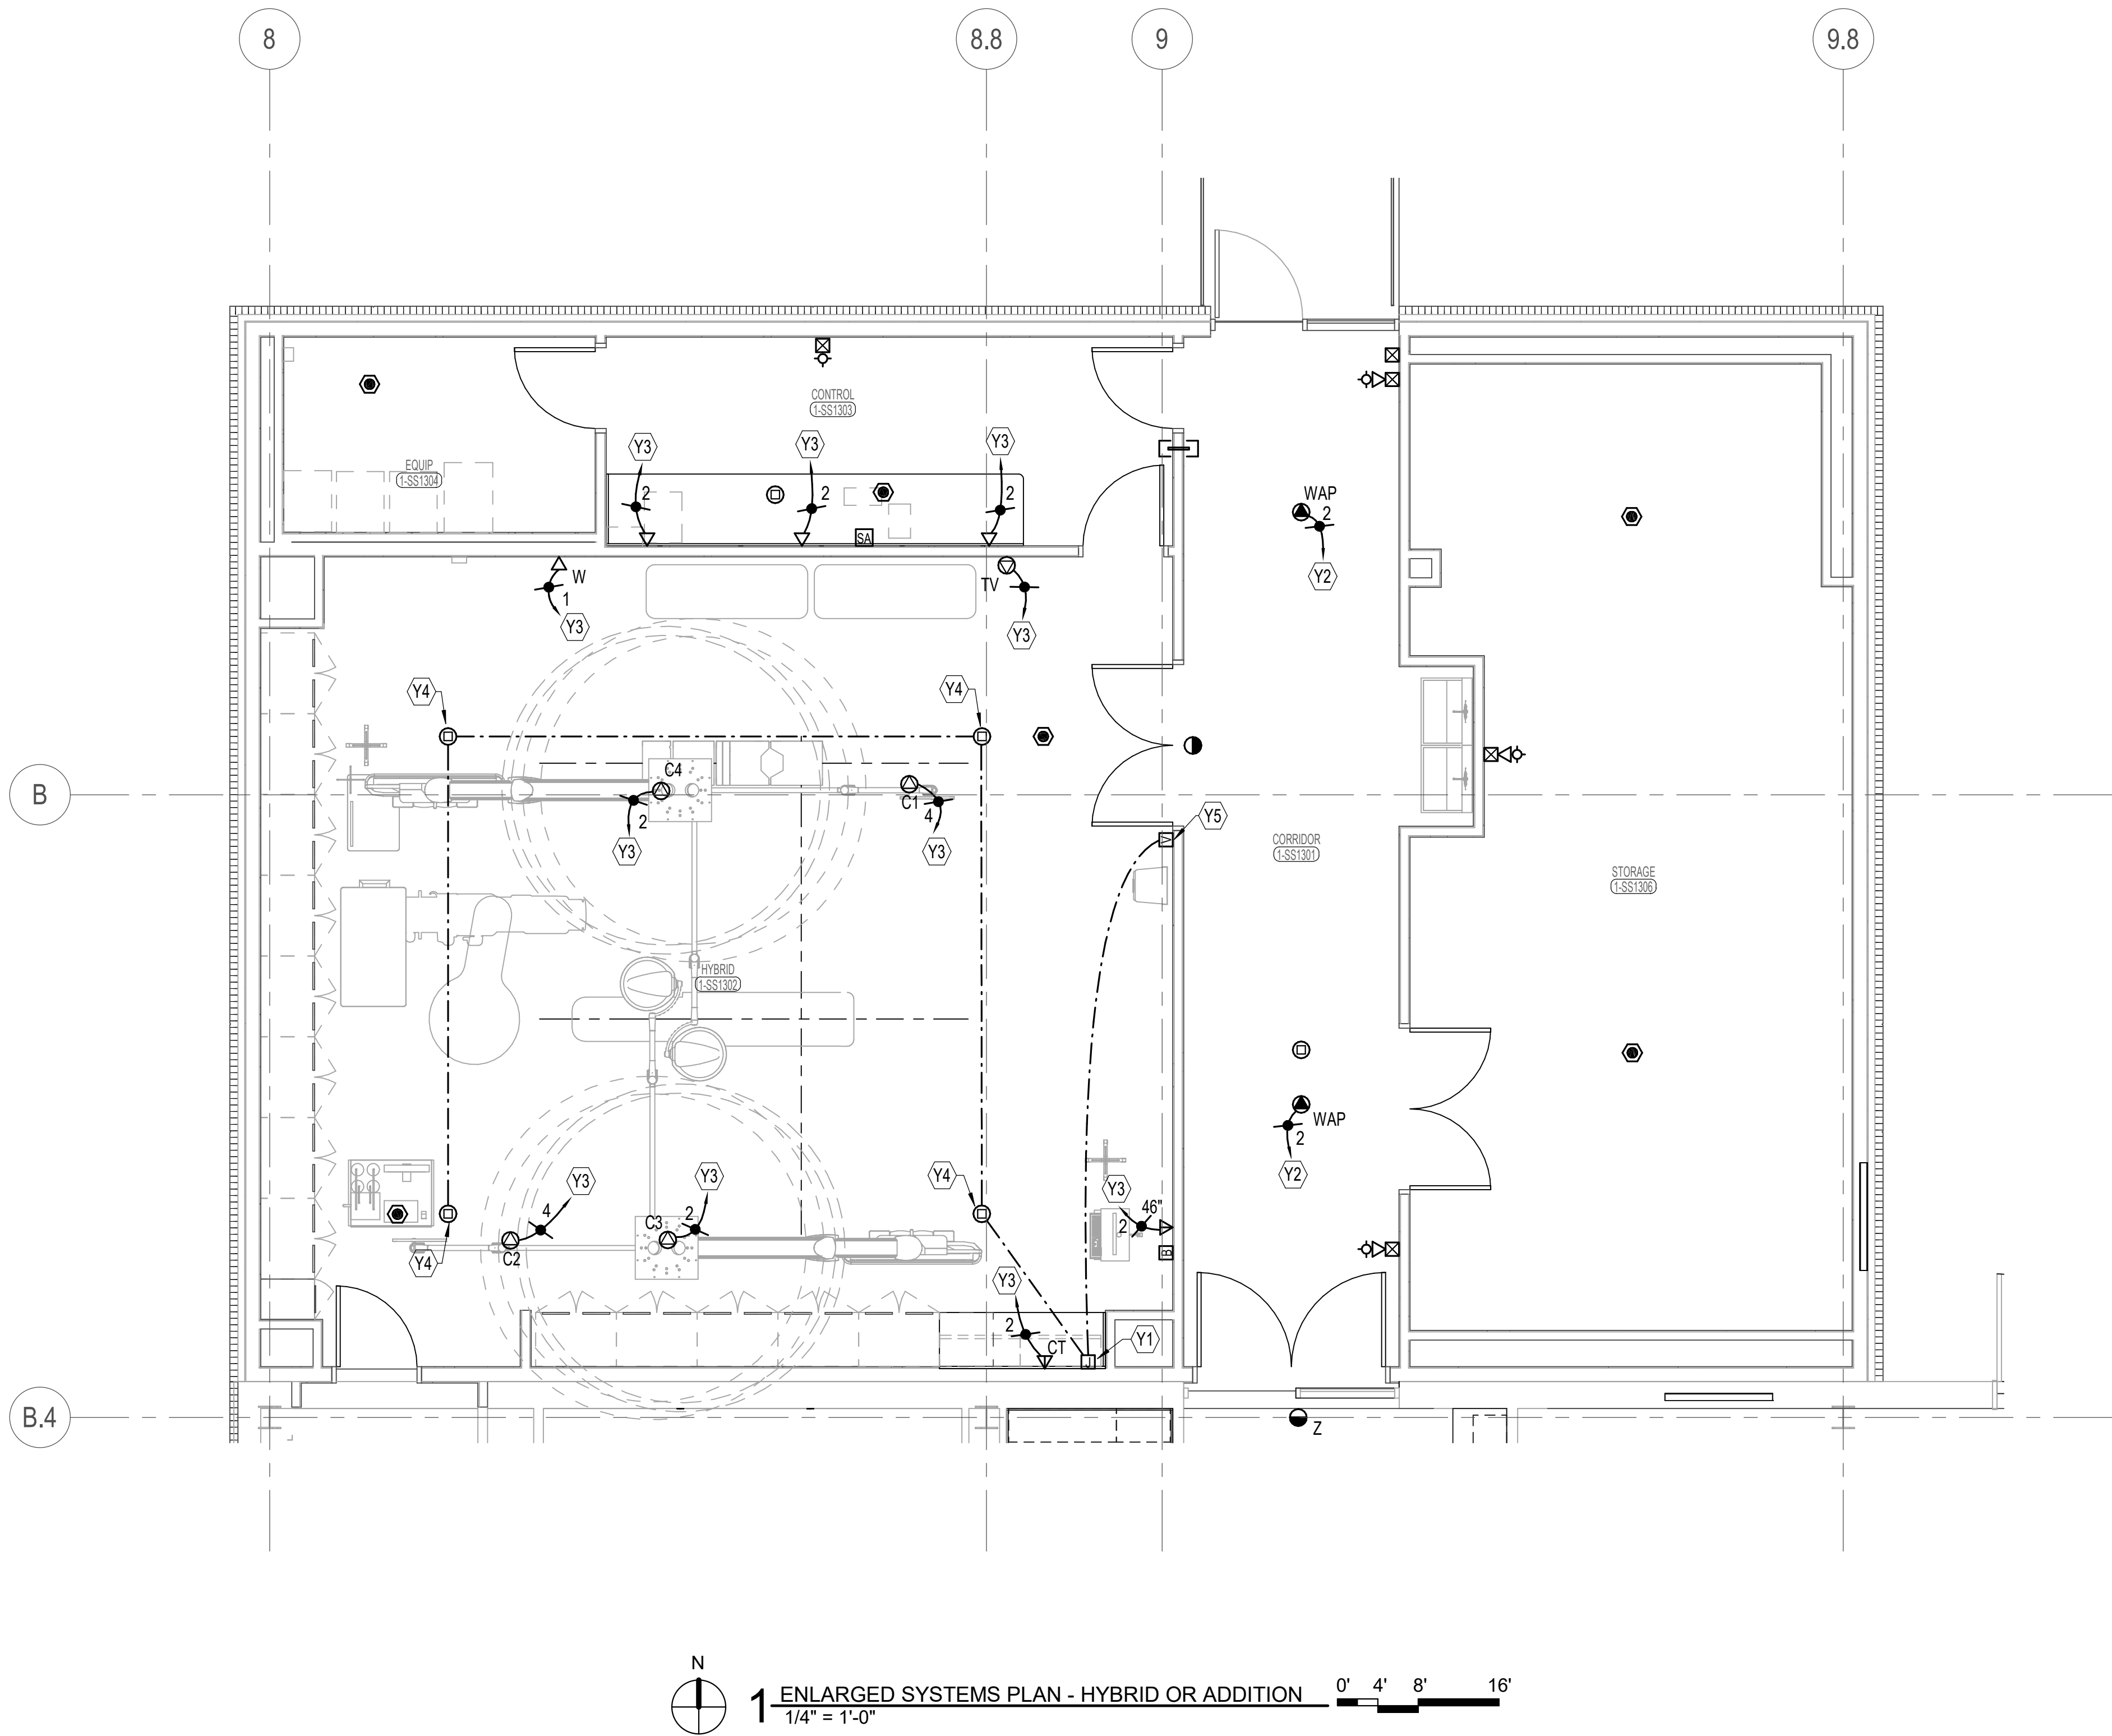 8
8.8
9
9.8
CONTROL
1-SS1303
Y3
Y3
Y3
EQUIP
1-SS1304
2
2
2
WAP
2
SA
W
1
TV
Y2
Y3
Y3
Y4
Y4
C4
C1
B
2
4
Y3
Y3
Y5
CORRIDOR
1-SS1301
STORAGE
1-SS1306
HYBRID
1-SS1302
WAP
2
Y3
Y3
Y4
Y3
Y2
4
2
46"
C3
2
C2
B
Y4
Y3
2
CT
J
Y1
B.4
Z
N
1
ENLARGED SYSTEMS PLAN - HYBRID OR ADDITION
1/4" = 1'-0"
0' 4' 8' 16'